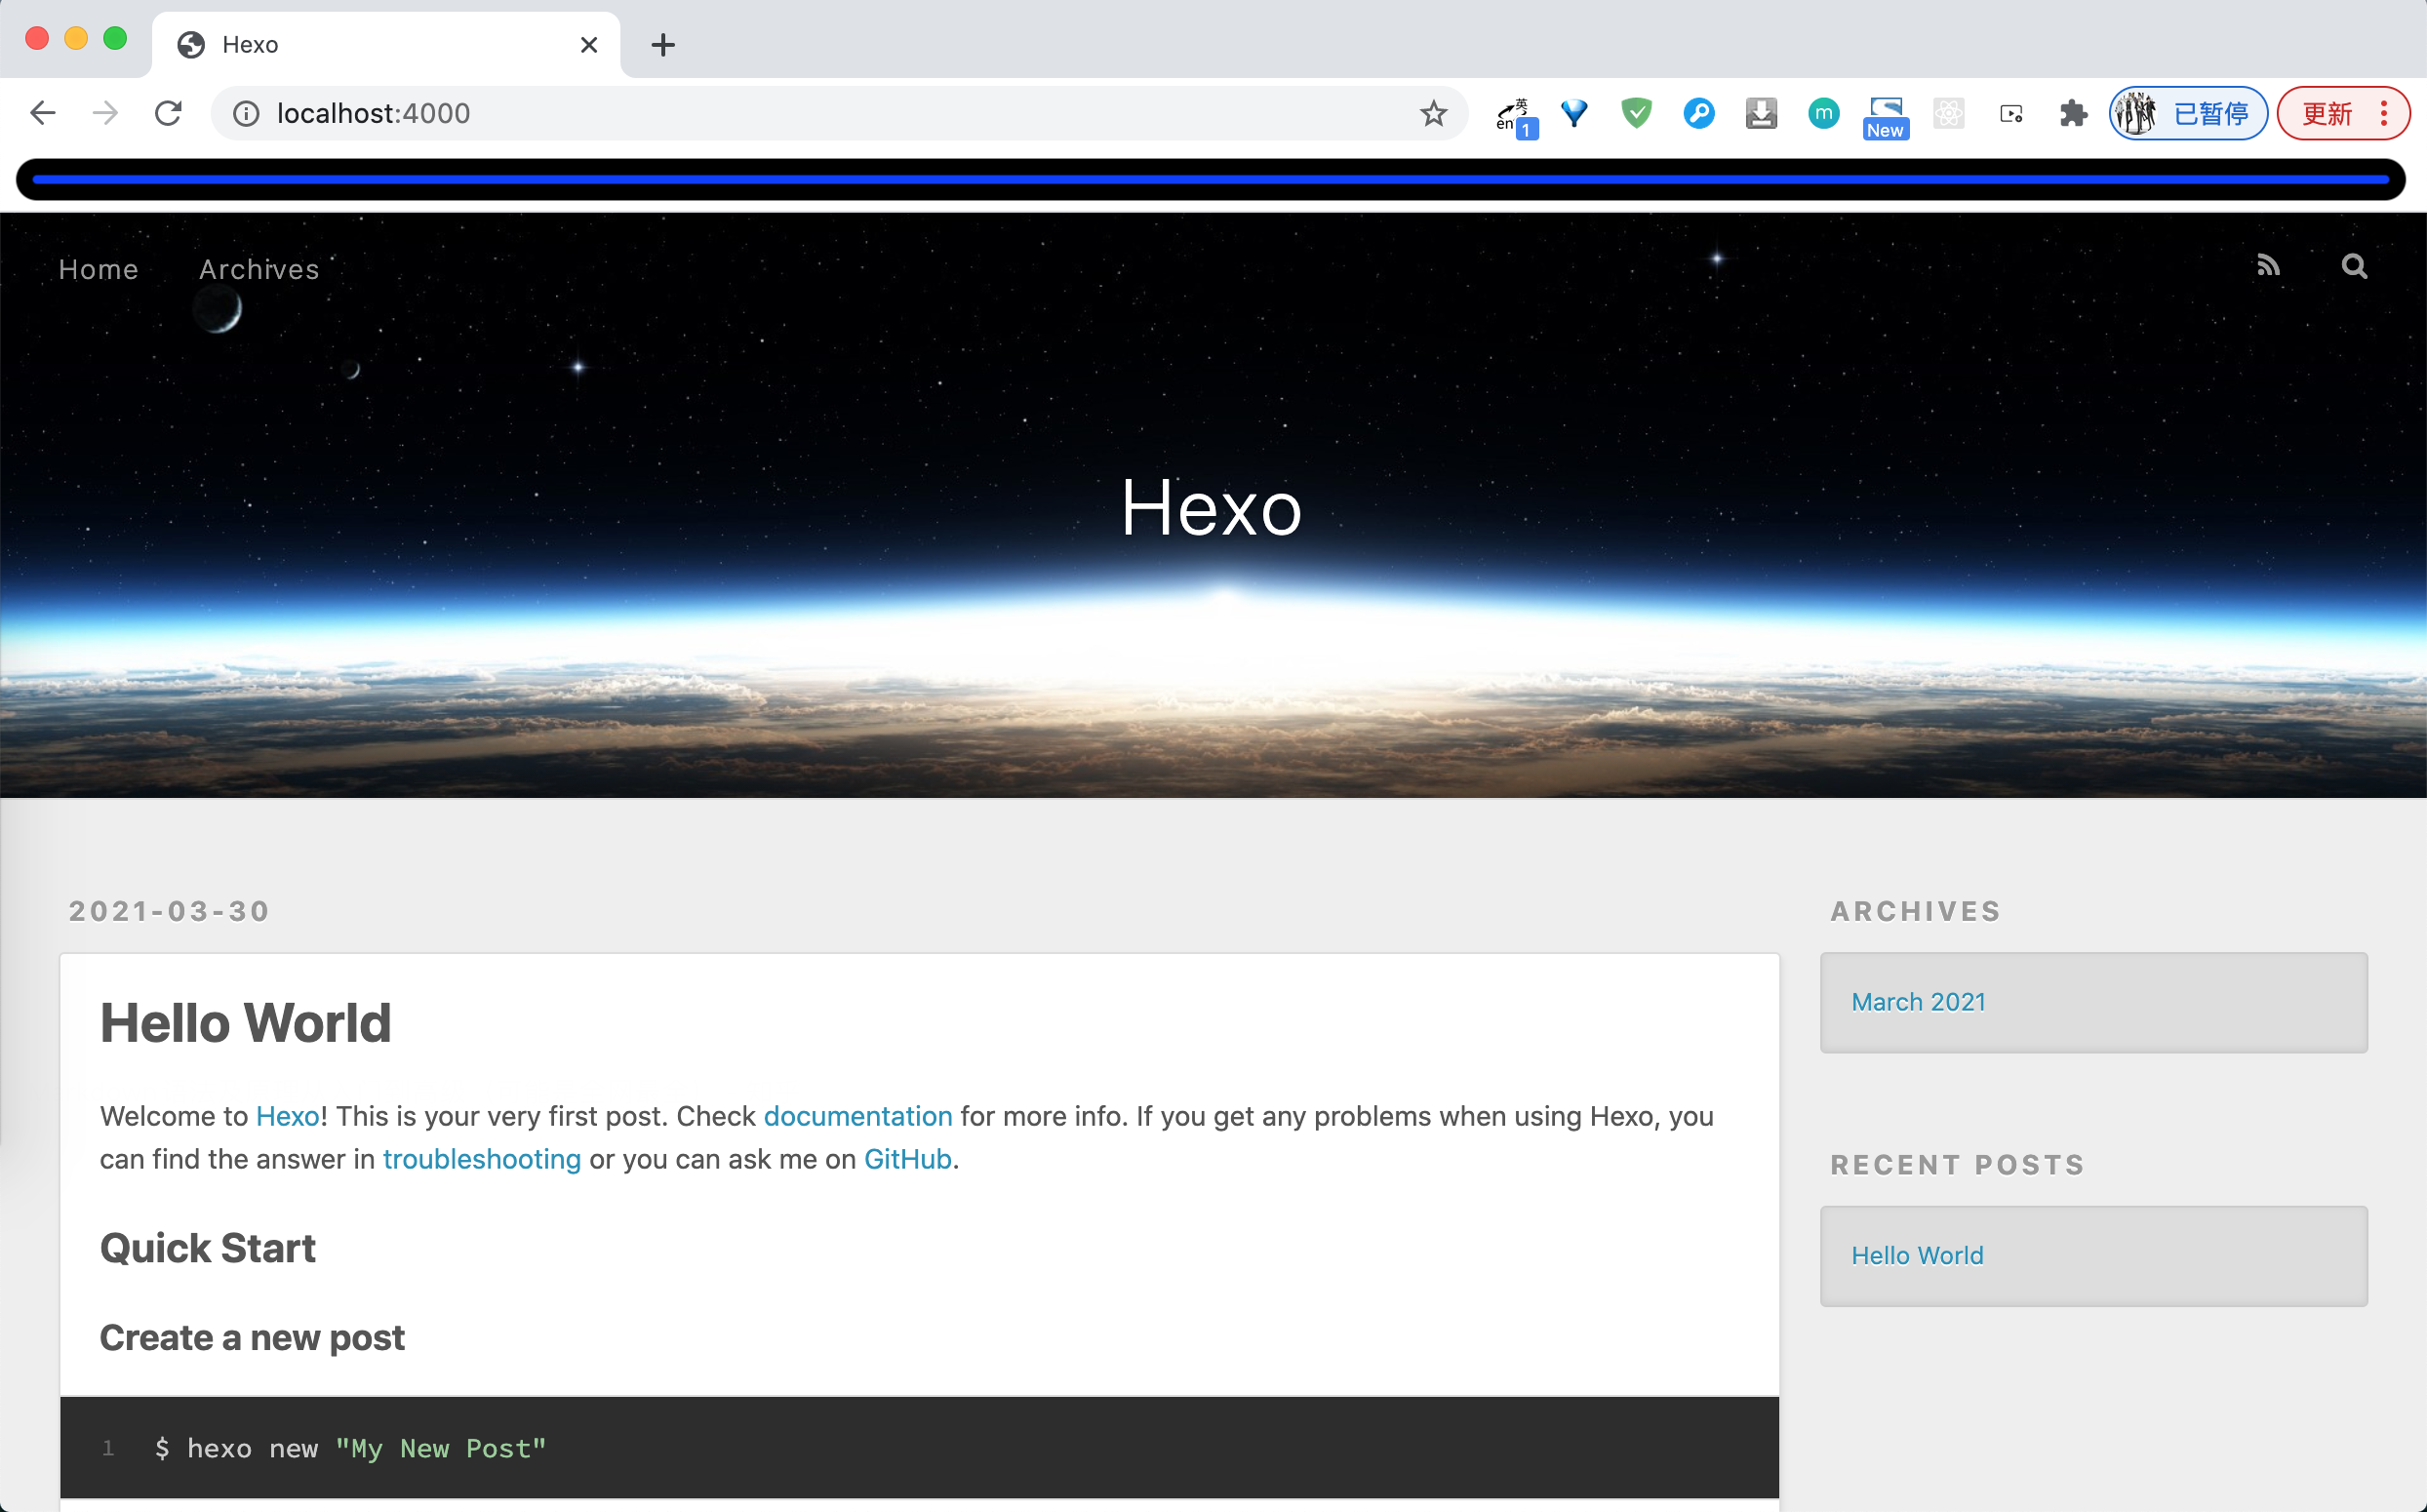 Hexo
localhost:4000
英
en
1
m
New
已暂停
更新
Home Archives
Hexo
2021-03-30
Hello World
Welcome to Hexo! This is your very first post. Check documentation for more info. If you get any problems when using Hexo, you
can find the answer in troubleshooting or you can ask me on GitHub.
Quick Start
Create a new post
1 $ hexo new "My New Post"
ARCHIVES
March 2021
RECENT POSTS
Hello World